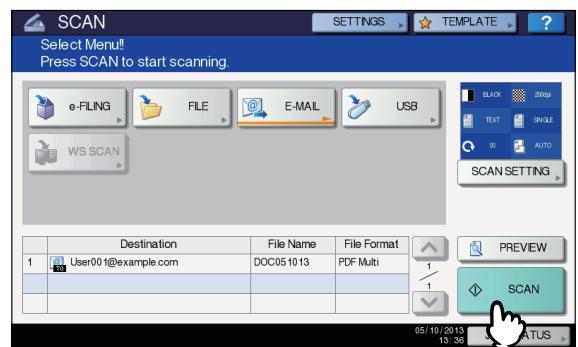 SCAN
SETTINGS
TEMPLATE
?
Select Menu!!
Press SCAN to start scanning.
e-FILING
FILE
E-MAIL
USB
WS SCAN
BLACK
200dpi
TEXT
SINGLE
90
AUTO
SCAN SETTING
Destination File Name File Format
1 TO User001@example.com DOC051013 PDF Multi
1
1
PREVIEW
SCAN
05/10/2013
13:36